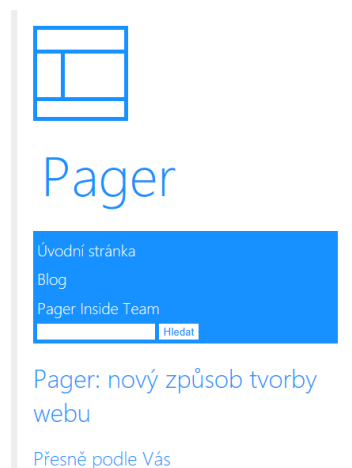 Pager
Úvodní stránka
Blog
Pager Inside Team
Hledat
Pager: nový způsob tvorby
webu
Přesně podle Vás